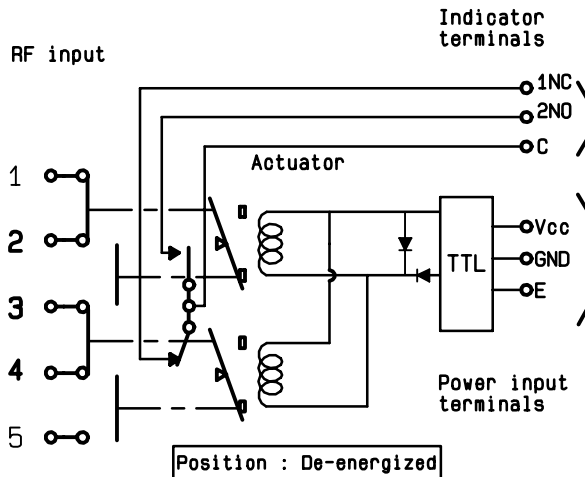 Indicator
terminals
RF input
1NC
2NO
C
Actuator
1
2
3
4
5
Vcc
GND
E
TTL
Power input
terminals
Position : De-energized